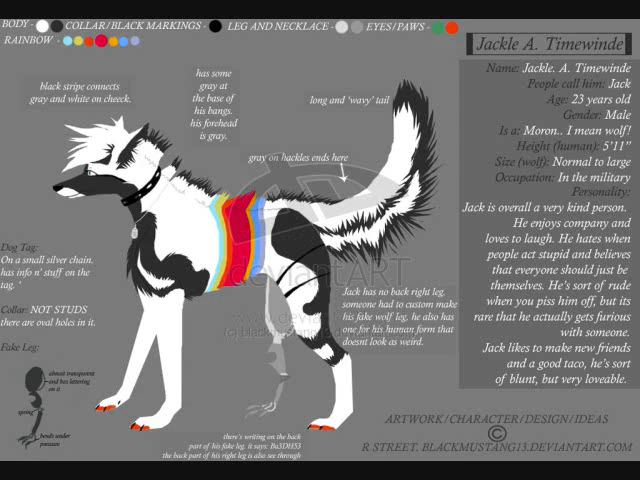 BODY -
COLLAR/BLACK MARKINGS -
LEG AND NECKLACE -
EYES/PAWS -
RAINBOW -
Jackle A. Timewinde
Name: Jackle. A. Timewinde
People call him: Jack
Age: 23 years old
Gender: Male
Is a: Moron.. I mean wolf!
Height (human): 5'11"
Size (wolf): Normal to large
Occupation: In the military
Personality:
Jack is overall a very kind person.
He enjoys company and
loves to laugh. He hates when
people act stupid and believes
that everyone should just be
themselves. He's sort of rude
when you piss him off, but its
rare that he actually gets furious
with someone.
Jack likes to make new friends
and a good taco, he's sort
of blunt, but very loveable.
black stripe connects
gray and white on cheeck.
has some
gray at
the base of
his bangs.
his forehead
is gray.
long and 'wavy' tail
gray on hackles ends here
Dog Tag:
On a small silver chain.
has info n' stuff on the
tag. '
Collar: NOT STUDS
there are oval holes in it.
Fake Leg:
almost transparent
and has lettering
on it
spring
bends under
pressure
Jack has no back right leg.
someone had to custom make
his fake wolf leg, he also has
one for his human form that
doesnt look as weird.
there's writing on the back
part of his fake leg. it says: Ba3DH53
the back part of his right leg is also see through
deviantART
ARTWORK/CHARACTER/DESIGN/IDEAS
©
R STREET, BLACKMUSTANG13.DEVIANTART.COM